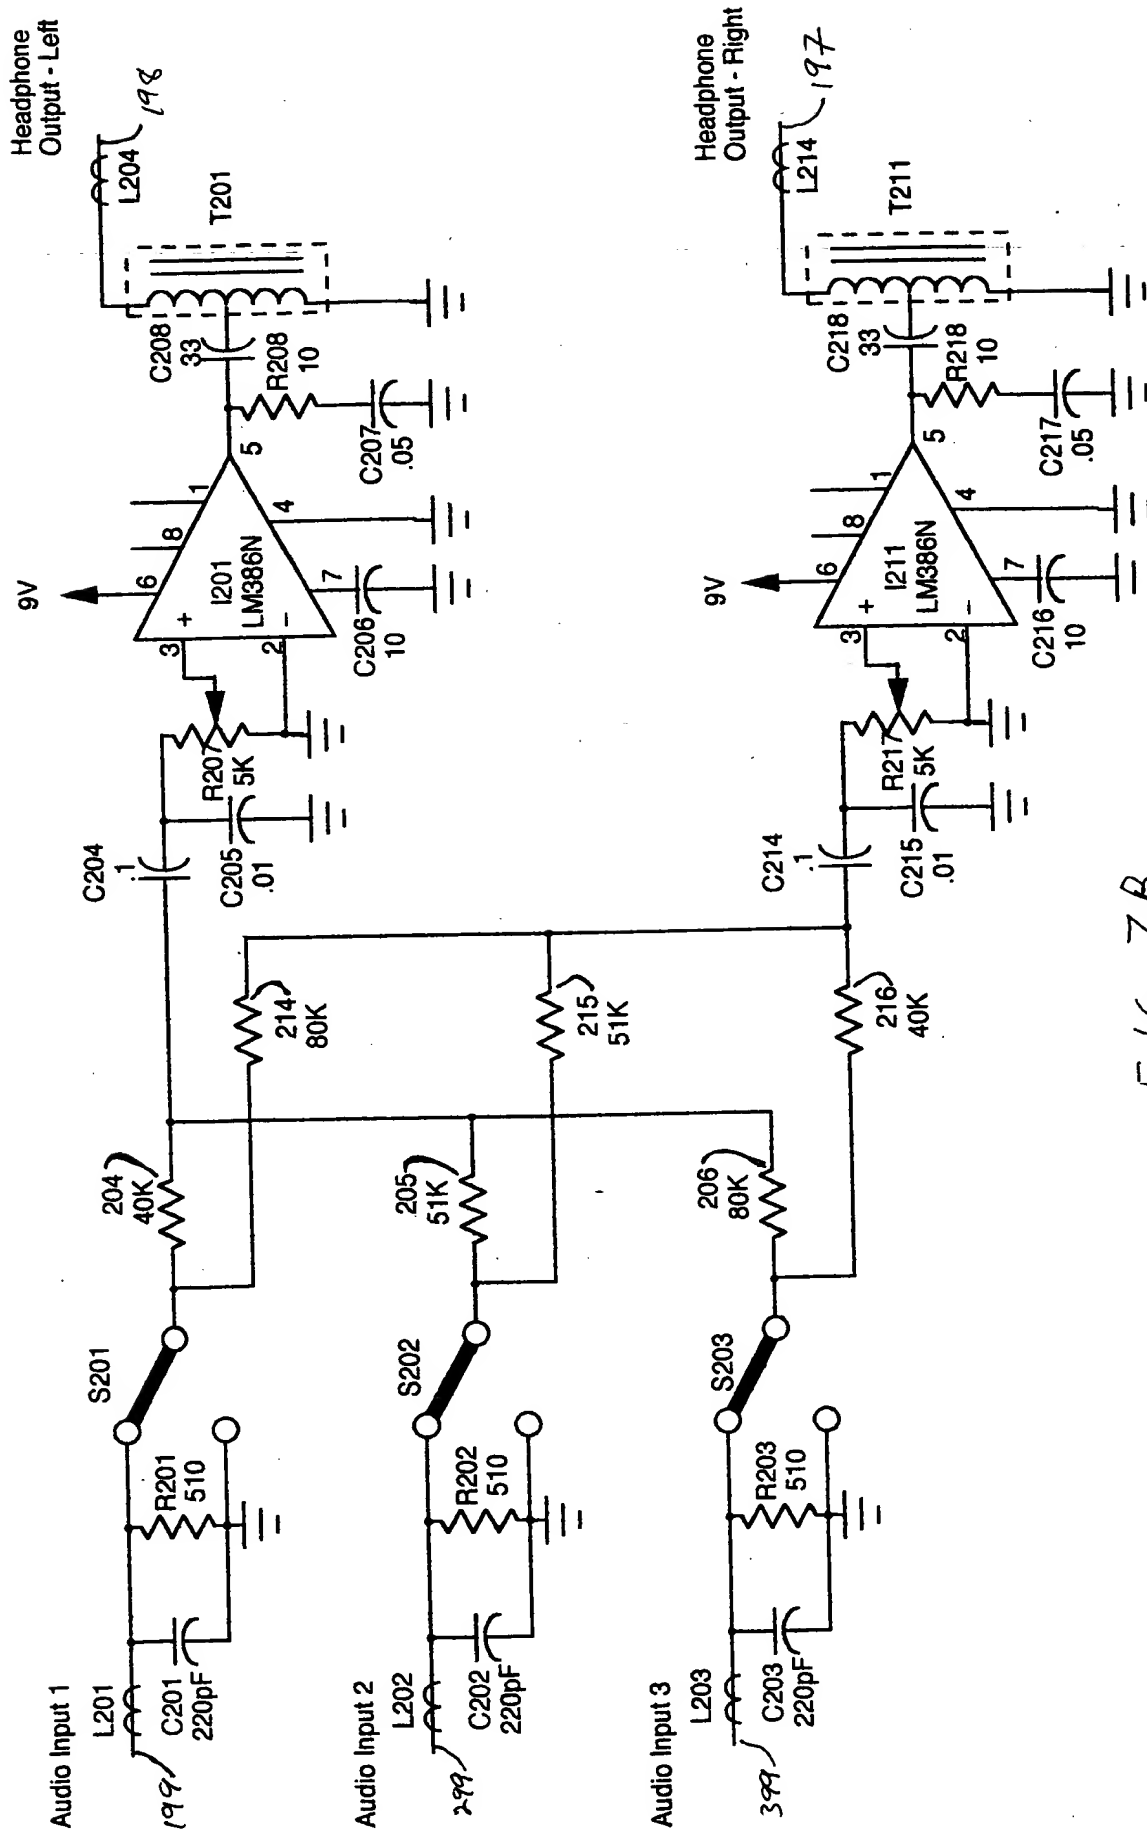 Headphone
Output - Left
198
L204
T201
C208
33
R208
10
C207
.05
9V
6
8
1
5
3
+
I201
LM386N
4
2
-
7
C206
10
R207
5K
C204
.1
C205
.01
204
40K
214
80K
S201
R201
510
Audio Input 1
L201
C201
220pF
199
205
51K
215
51K
S202
R202
510
Audio Input 2
L202
C202
220pF
299
206
80K
216
40K
S203
R203
510
Audio Input 3
L203
C203
220pF
399
Headphone
Output - Right
197
L214
T211
C218
33
R218
10
C217
.05
9V
6
8
1
5
3
+
I211
LM386N
4
2
-
7
C216
10
R217
5K
C214
.1
C215
.01
FIG 7B